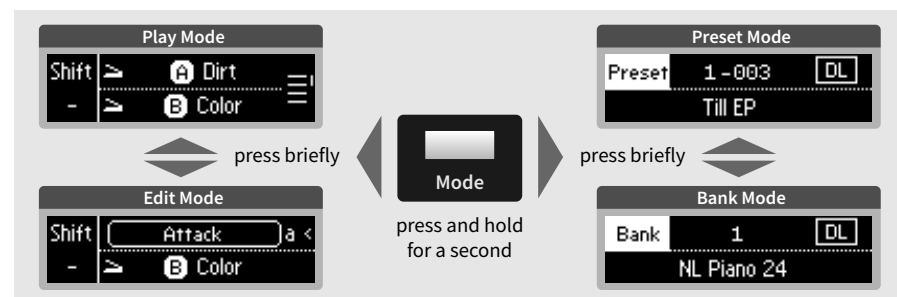 Play Mode
Shift A Dirt
- B Color
press briefly
Edit Mode
Shift Attack a <
- B Color
Mode
press and hold
for a second
Preset Mode
Preset 1-003 DL
Till EP
press briefly
Bank Mode
Bank 1 DL
NL Piano 24